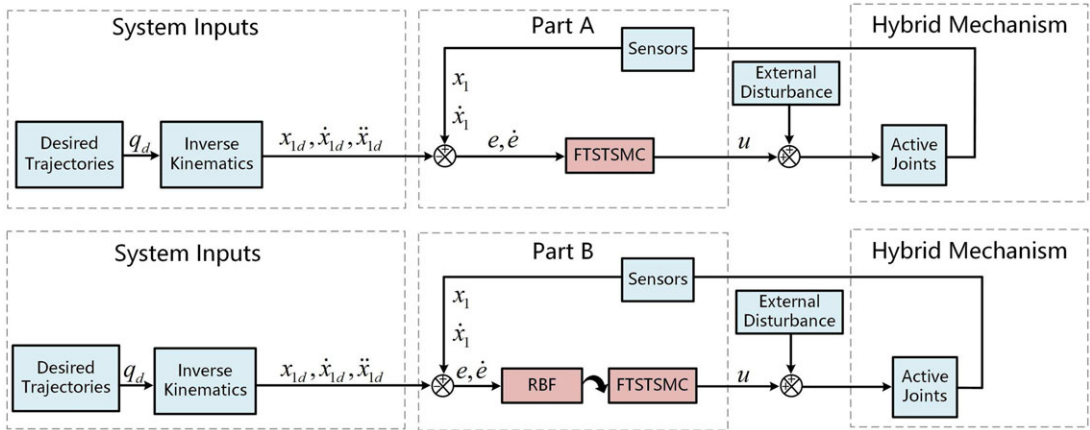 System Inputs
Part A
Hybrid Mechanism
Sensors
External
Disturbance
x₁
ẋ₁
Desired
Trajectories
q_d
Inverse
Kinematics
x₁d, ẋ₁d, ẍ₁d
e, ė
FTSTSMC
u
Active
Joints
System Inputs
Part B
Hybrid Mechanism
Sensors
External
Disturbance
x₁
ẋ₁
Desired
Trajectories
q_d
Inverse
Kinematics
x₁d, ẋ₁d, ẍ₁d
e, ė
RBF
FTSTSMC
u
Active
Joints